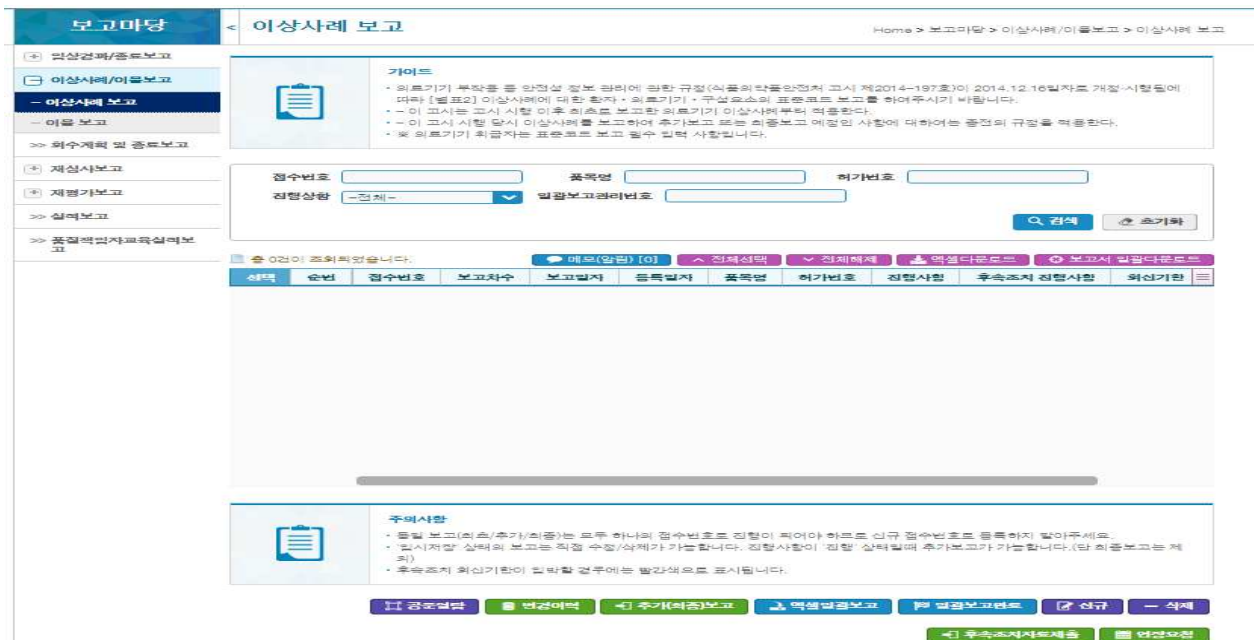 보고마당
< 이상사례 보고
Home > 보고마당 > 이상사례/이물보고 > 이상사례 보고
임상경과/종료보고
이상사례/이물보고
– 이상사례 보고
– 이물 보고
>> 회수계획 및 종료보고
재심사보고
재평가보고
>> 실적보고
>> 품질책임자교육실적보
고
가이드
• 의료기기 부작용 등 안전성 정보 관리에 관한 규정(식품의약품안전처 고시 제2014-197호)이 2014.12.16일자로 개정·시행됨에
따라 [별표2] 이상사례에 대한 환자·의료기기·구성요소의 표준코드 보고를 하여주시기 바랍니다.
• – 이 고시는 고시 시행 이후 최초로 보고한 의료기기 이상사례부터 적용한다.
• – 이 고시 시행 당시 이상사례를 보고하여 추가보고 또는 최종보고 예정인 사항에 대하여는 종전의 규정을 적용한다.
• ※ 의료기기 취급자는 표준코드 보고 필수 입력 사항입니다.
접수번호 품목명 허가번호
진행상황 -전체- 일괄보고관리번호
검색 초기화
총 0건이 조회되었습니다. 메모(알림) [0] 전체선택 전체해제 엑셀다운로드 보고서 일괄다운로드
선택 순번 접수번호 보고차수 보고일자 등록일자 품목명 허가번호 진행사항 후속조치 진행사항 회신기한
주의사항
• 동일 보고(최초/추가/최종)는 모두 하나의 접수번호로 진행이 되어야 하므로 신규 접수번호로 등록하지 말아주세요.
• '임시저장' 상태의 보고는 직접 수정/삭제가 가능합니다. 진행사항이 '진행' 상태일때 추가보고가 가능합니다.(단 최종보고는 제
외)
• 후속조치 회신기한이 임박할 경우에는 빨간색으로 표시됩니다.
공문열람 변경이력 추가(최종)보고 엑셀일괄보고 일괄보고완료 신규 삭제
후속조치자료제출 연장요청